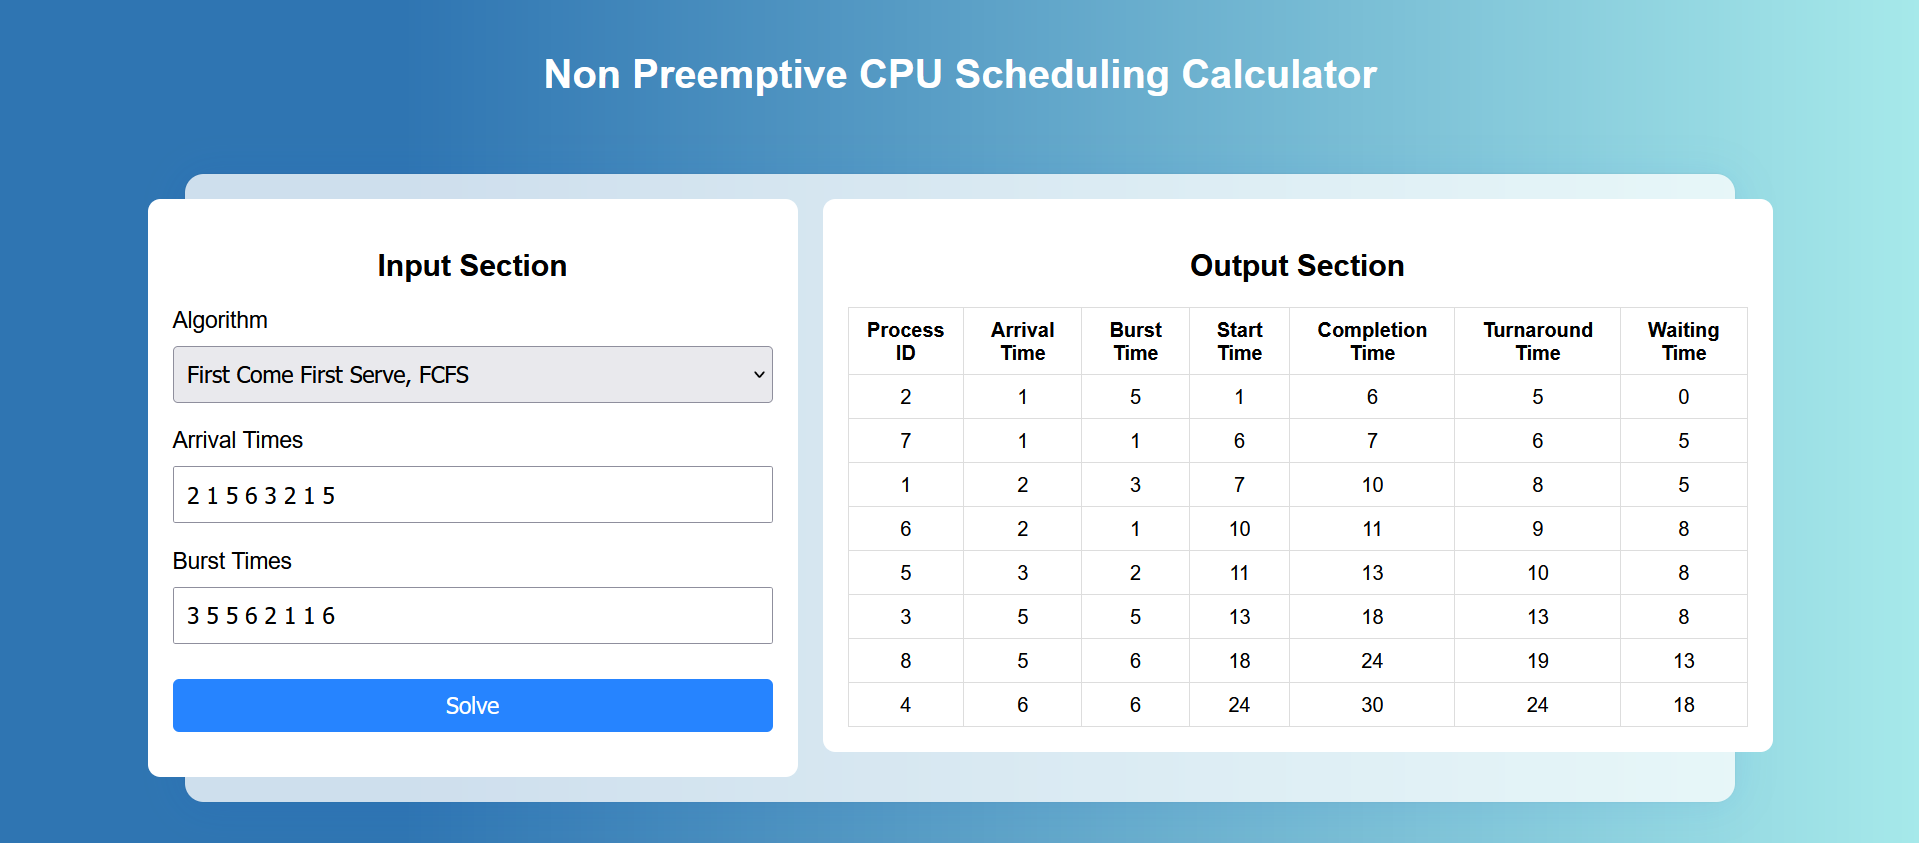 Non Preemptive CPU Scheduling Calculator
Input Section
Algorithm
First Come First Serve, FCFS
Arrival Times
2 1 5 6 3 2 1 5
Burst Times
3 5 5 6 2 1 1 6
Solve
Output Section
Process ID Arrival Time Burst Time Start Time Completion Time Turnaround Time Waiting Time
2 1 5 1 6 5 0
7 1 1 6 7 6 5
1 2 3 7 10 8 5
6 2 1 10 11 9 8
5 3 2 11 13 10 8
3 5 5 13 18 13 8
8 5 6 18 24 19 13
4 6 6 24 30 24 18